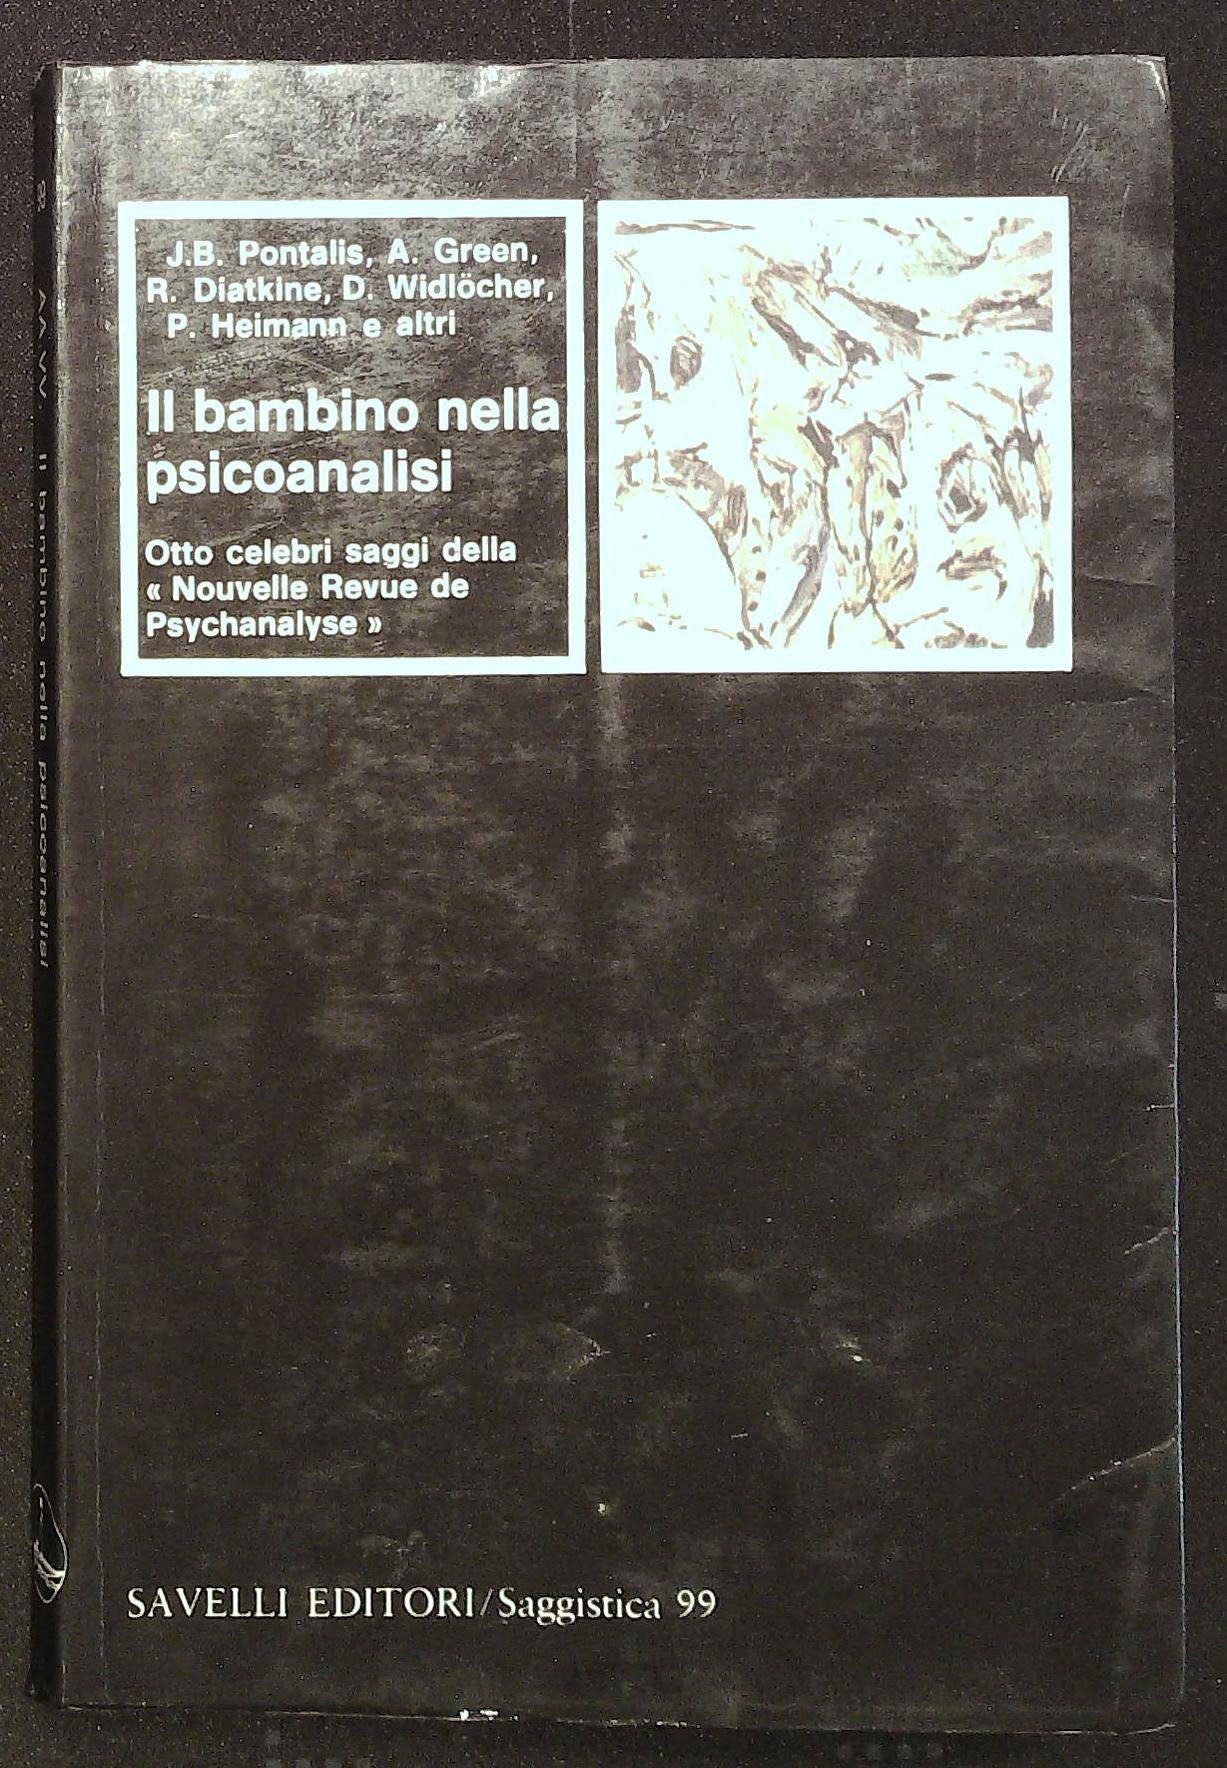 J.B. Pontalis, A. Green,
R. Diatkine, D. Widlöcher,
P. Heimann e altri
Il bambino nella
psicoanalisi
Otto celebri saggi della
« Nouvelle Revue de
Psychanalyse »
SAVELLI EDITORI/Saggistica 99
AA.VV. Il bambino nella psicoanalisi